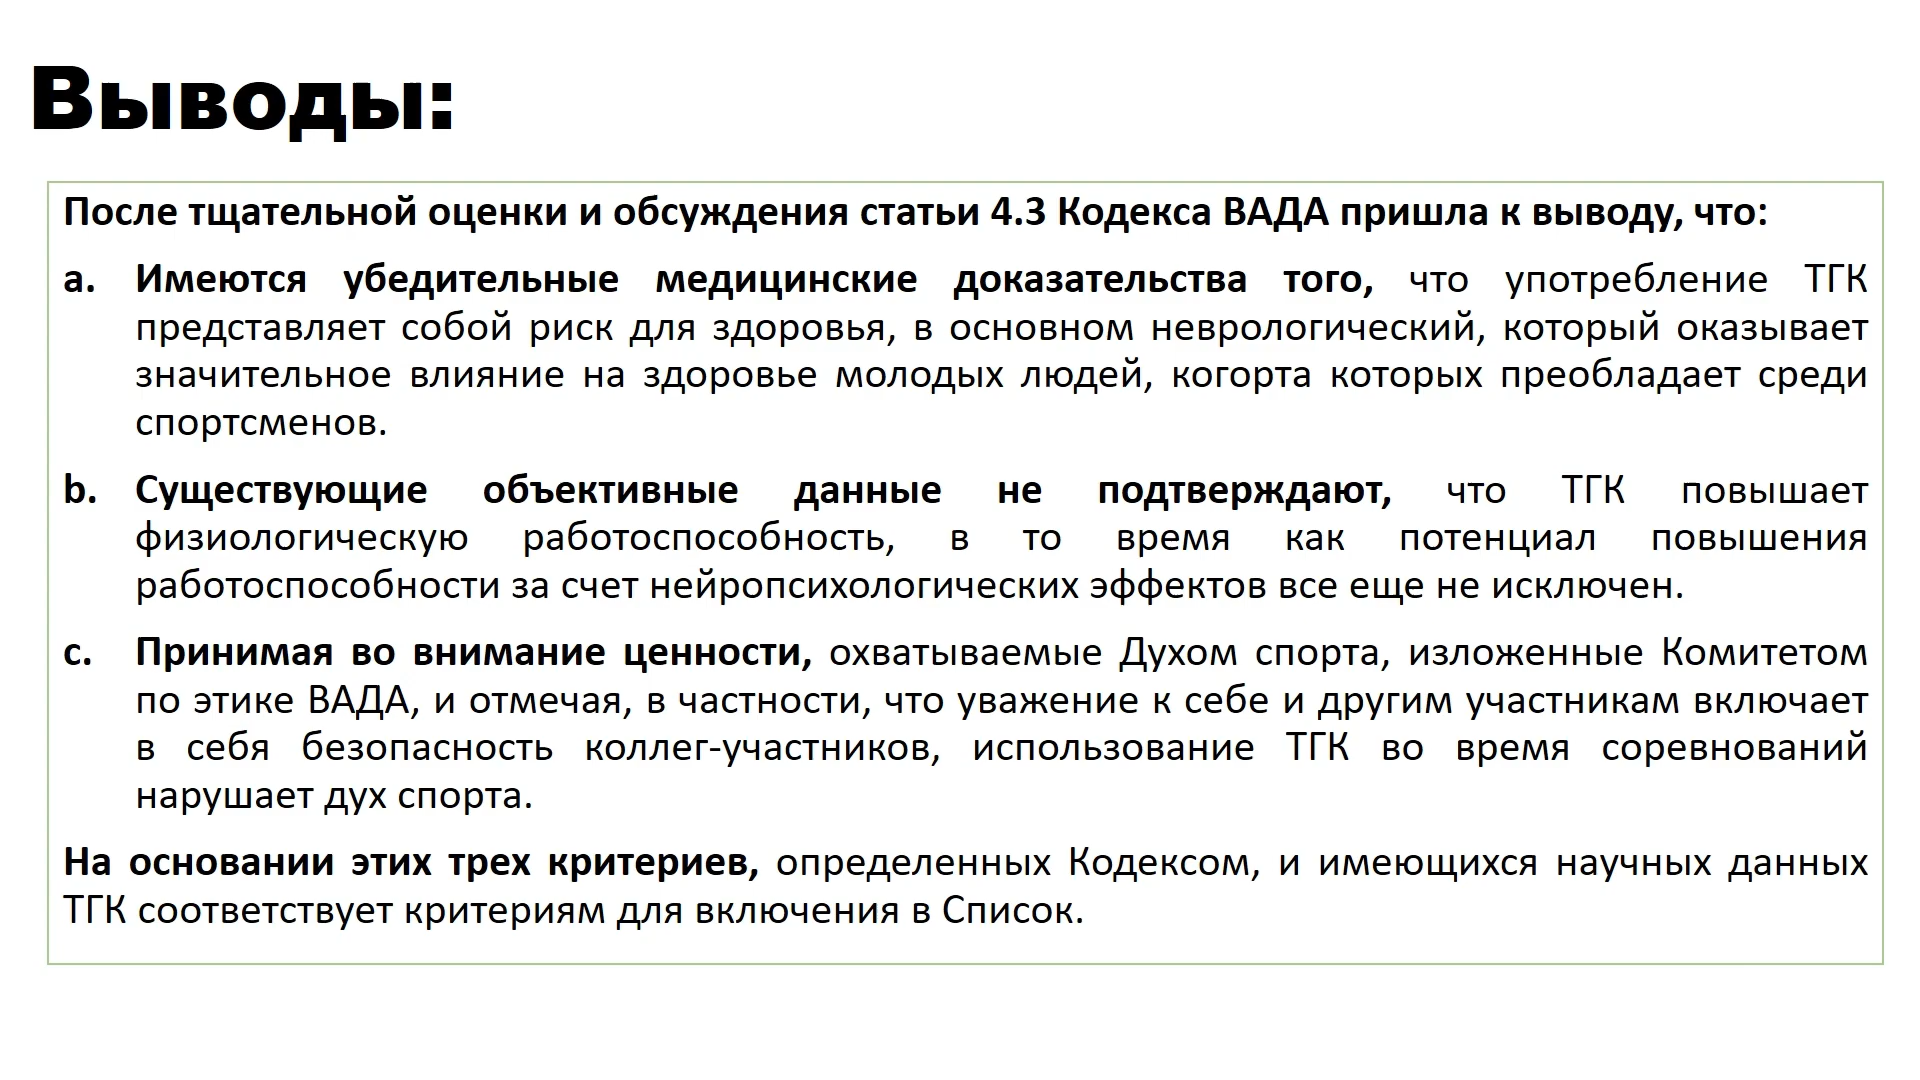 Выводы:
После тщательной оценки и обсуждения статьи 4.3 Кодекса ВАДА пришла к выводу, что:
a. Имеются убедительные медицинские доказательства того, что употребление ТГК
представляет собой риск для здоровья, в основном неврологический, который оказывает
значительное влияние на здоровье молодых людей, когорта которых преобладает среди
спортсменов.
b. Существующие объективные данные не подтверждают, что ТГК повышает
физиологическую работоспособность, в то время как потенциал повышения
работоспособности за счет нейропсихологических эффектов все еще не исключен.
c. Принимая во внимание ценности, охватываемые Духом спорта, изложенные Комитетом
по этике ВАДА, и отмечая, в частности, что уважение к себе и другим участникам включает
в себя безопасность коллег-участников, использование ТГК во время соревнований
нарушает дух спорта.
На основании этих трех критериев, определенных Кодексом, и имеющихся научных данных
ТГК соответствует критериям для включения в Список.